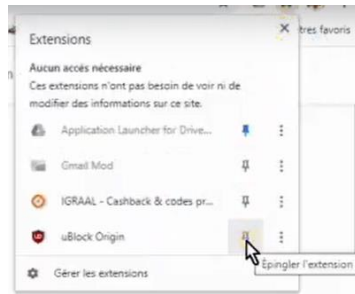 tres favoris
Extensions
Aucun accès nécessaire
Ces extensions n'ont pas besoin de voir ni de
modifier des informations sur ce site.
Application Launcher for Drive...
Gmail Mod
IGRAAL - Cashback & codes pr...
uBlock Origin
Epingler l'extension
Gérer les extensions